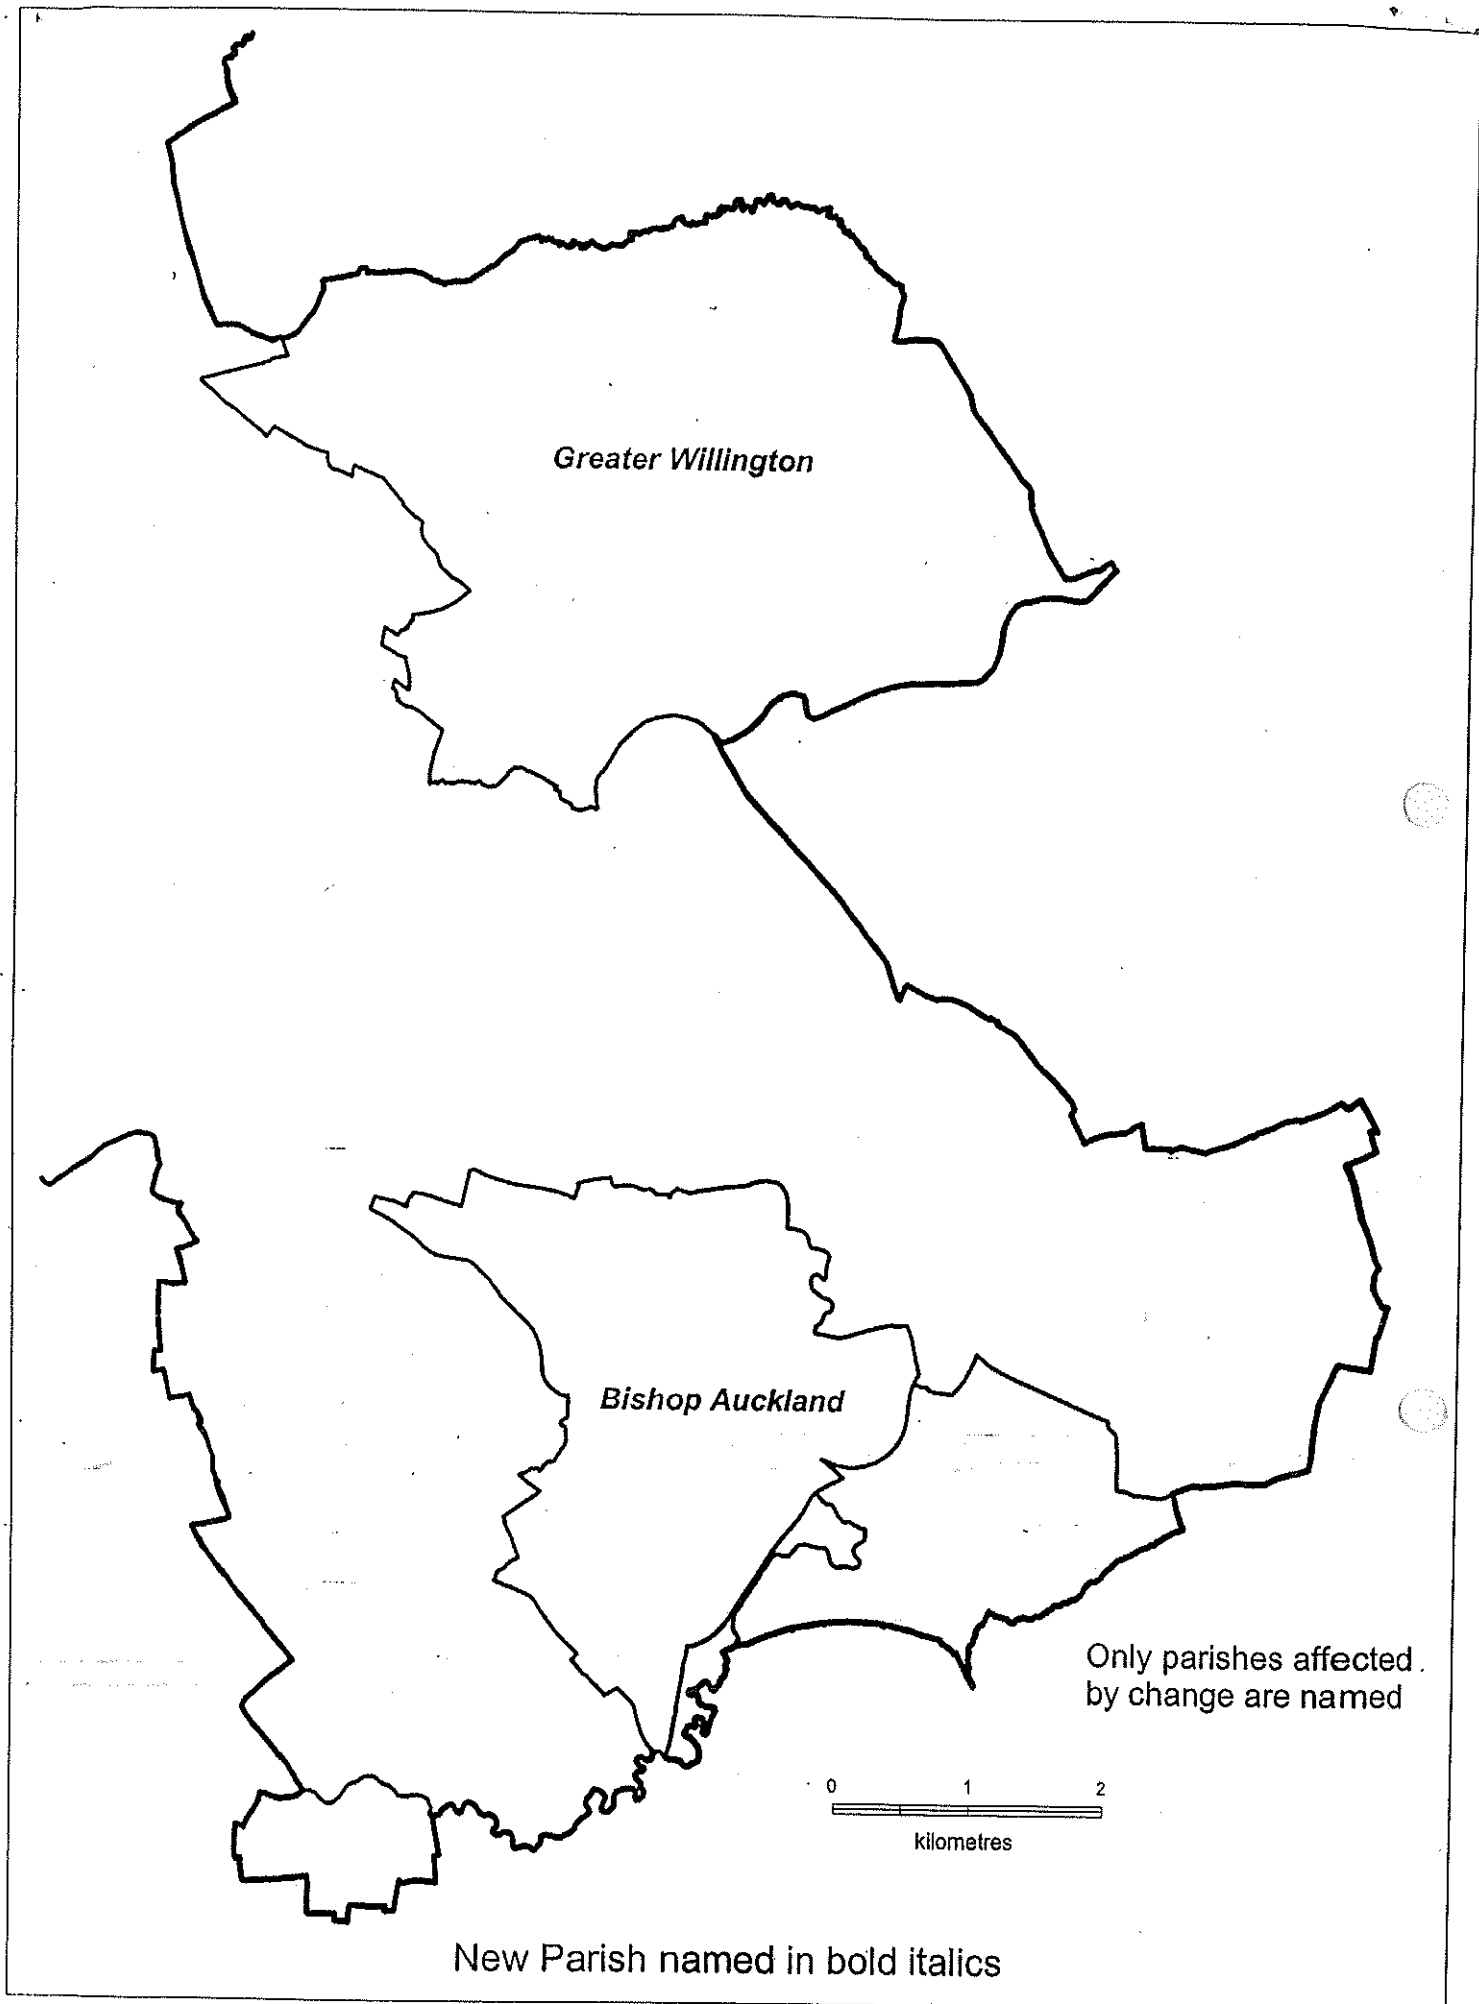 Greater Willington
Bishop Auckland
Only parishes affected
by change are named
0 1 2
kilometres
New Parish named in bold italics